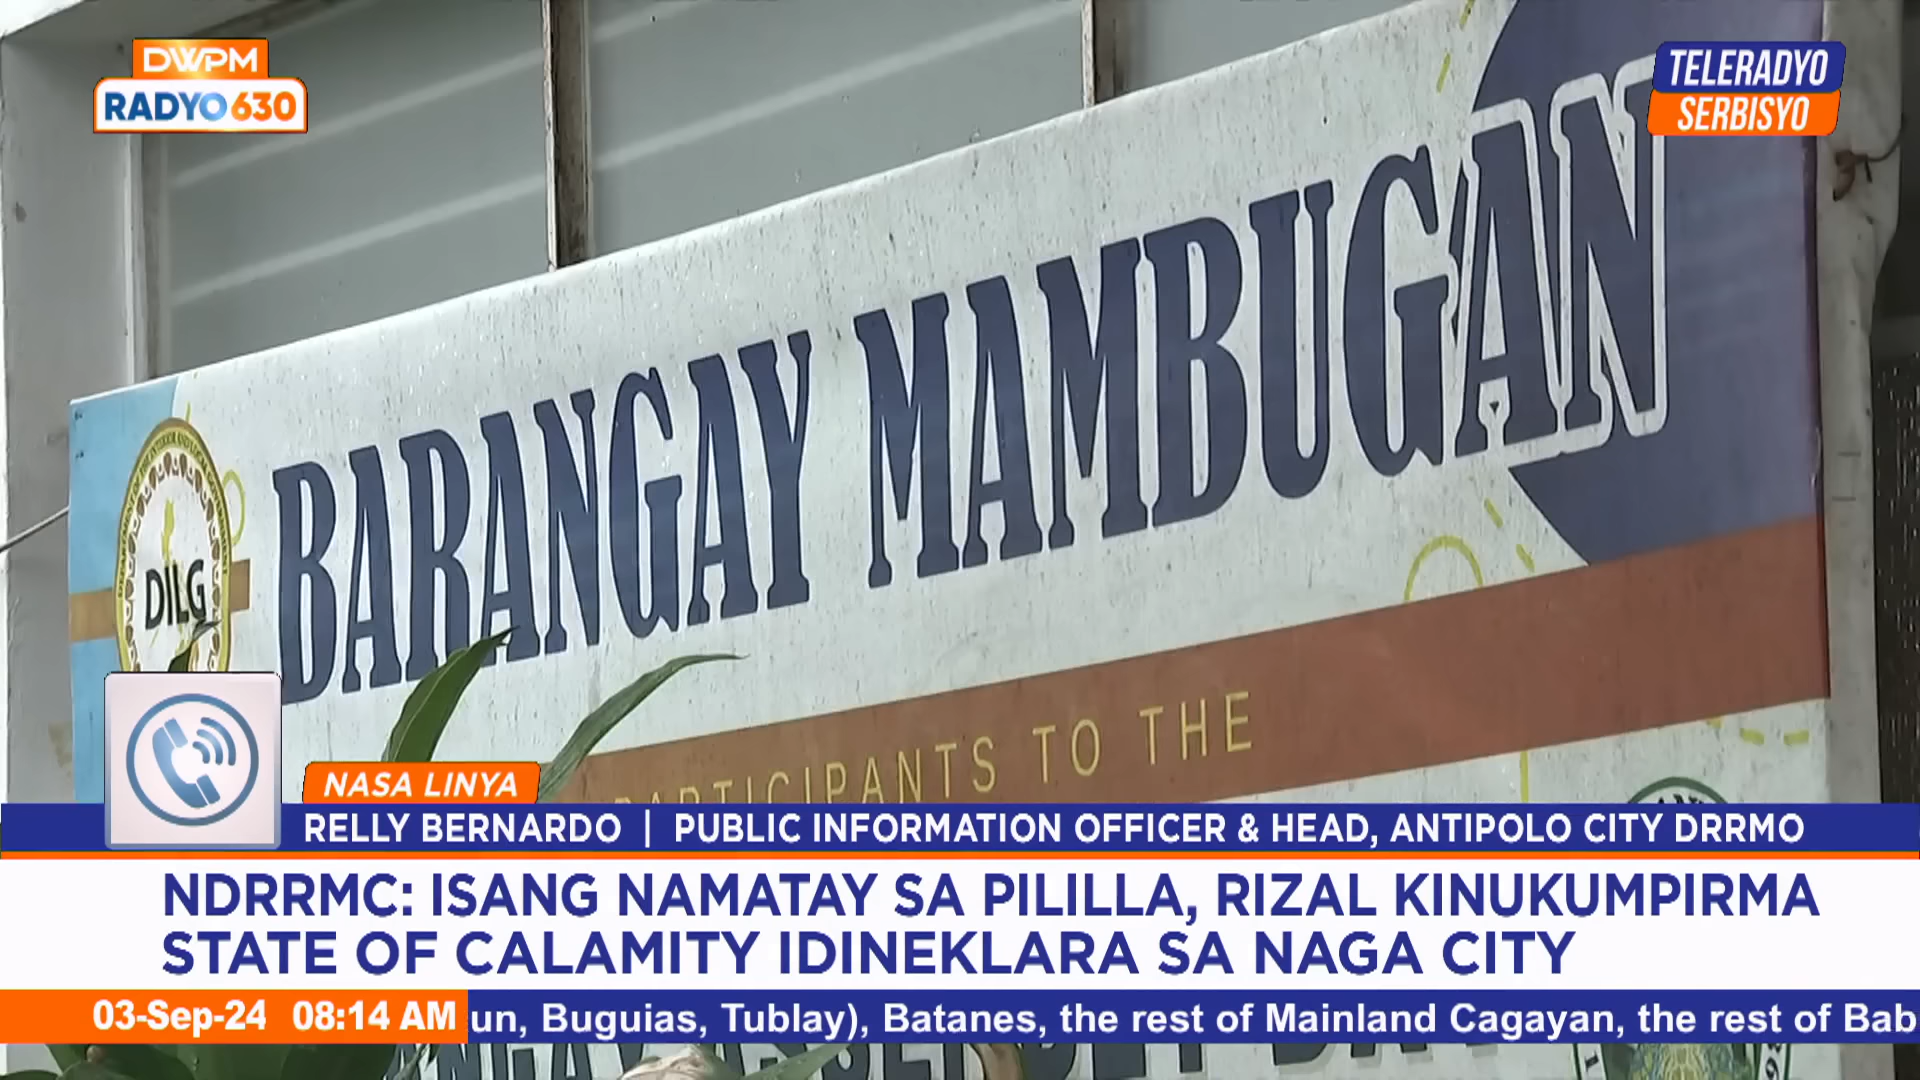 DWPM
RADYO 630
TELERADYO
SERBISYO
BARANGAY MAMBUGAN
DILG
PARTICIPANTS TO THE
NASA LINYA
RELLY BERNARDO | PUBLIC INFORMATION OFFICER & HEAD, ANTIPOLO CITY DRRMO
NDRRMC: ISANG NAMATAY SA PILILLA, RIZAL KINUKUMPIRMA
STATE OF CALAMITY IDINEKLARA SA NAGA CITY
03-Sep-24 08:14 AM un, Buguias, Tublay), Batanes, the rest of Mainland Cagayan, the rest of Bab